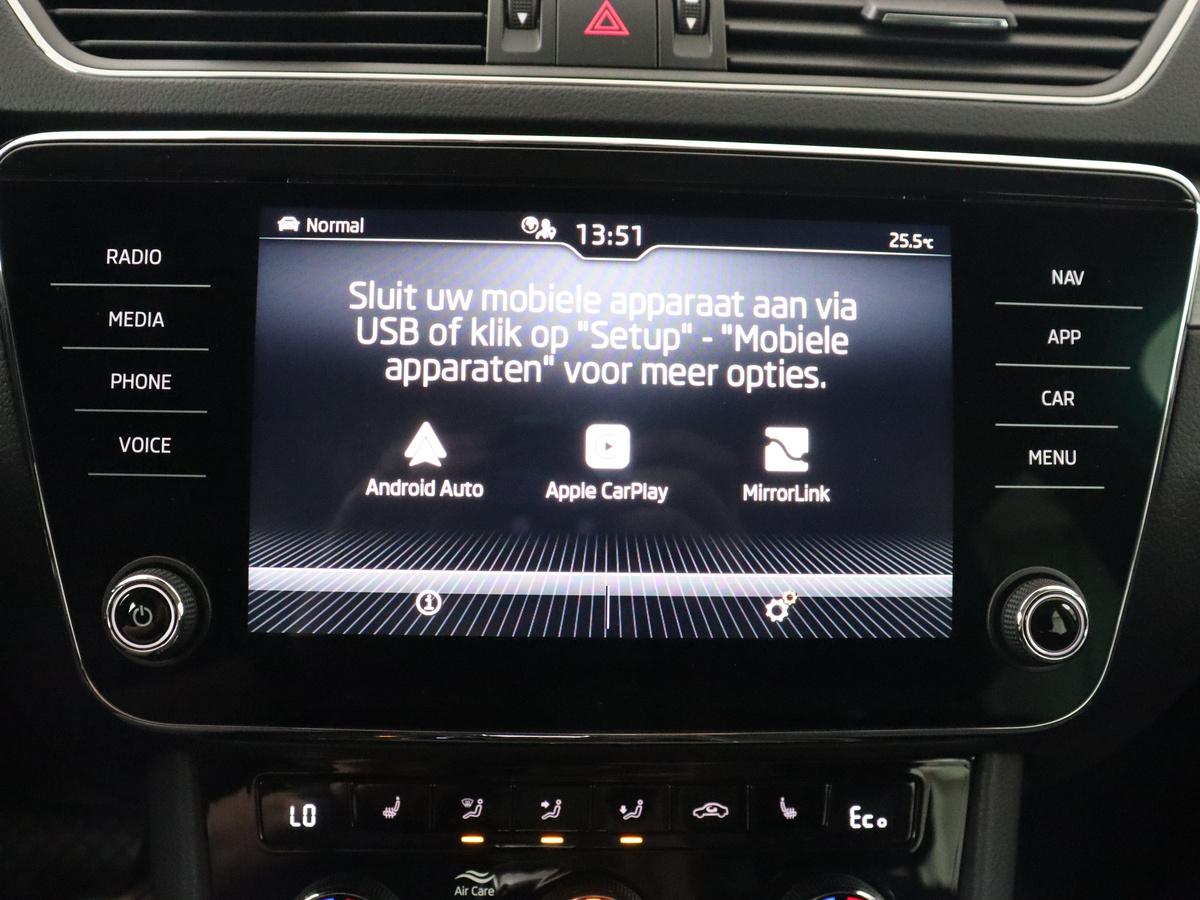 Normal
13:51
25.5°C
RADIO
MEDIA
PHONE
VOICE
Sluit uw mobiele apparaat aan via
USB of klik op "Setup" - "Mobiele
apparaten" voor meer opties.
Android Auto
Apple CarPlay
MirrorLink
NAV
APP
CAR
MENU
LO
Eco
Air Care